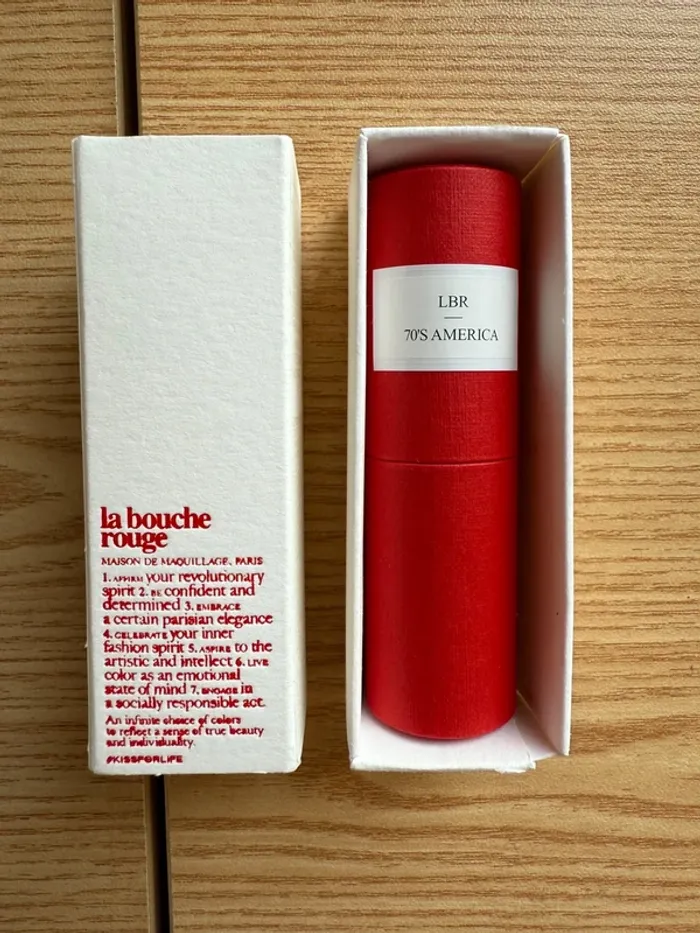 la bouche
rouge
MAISON DE MAQUILLAGE, PARIS
1. AFFIRM your revolutionary
spirit 2. BE confident and
determined 3. EMBRACE
a certain parisian elegance
4. CELEBRATE your inner
fashion spirit 5. ASPIRE to the
artistic and intellect 6. LIVE
color as an emotional
state of mind 7. ENGAGE in
a socially responsible act.
An infinite choice of colors
to reflect a sense of true beauty
and individuality.
#KISSFORLIFE
LBR
—
70'S AMERICA